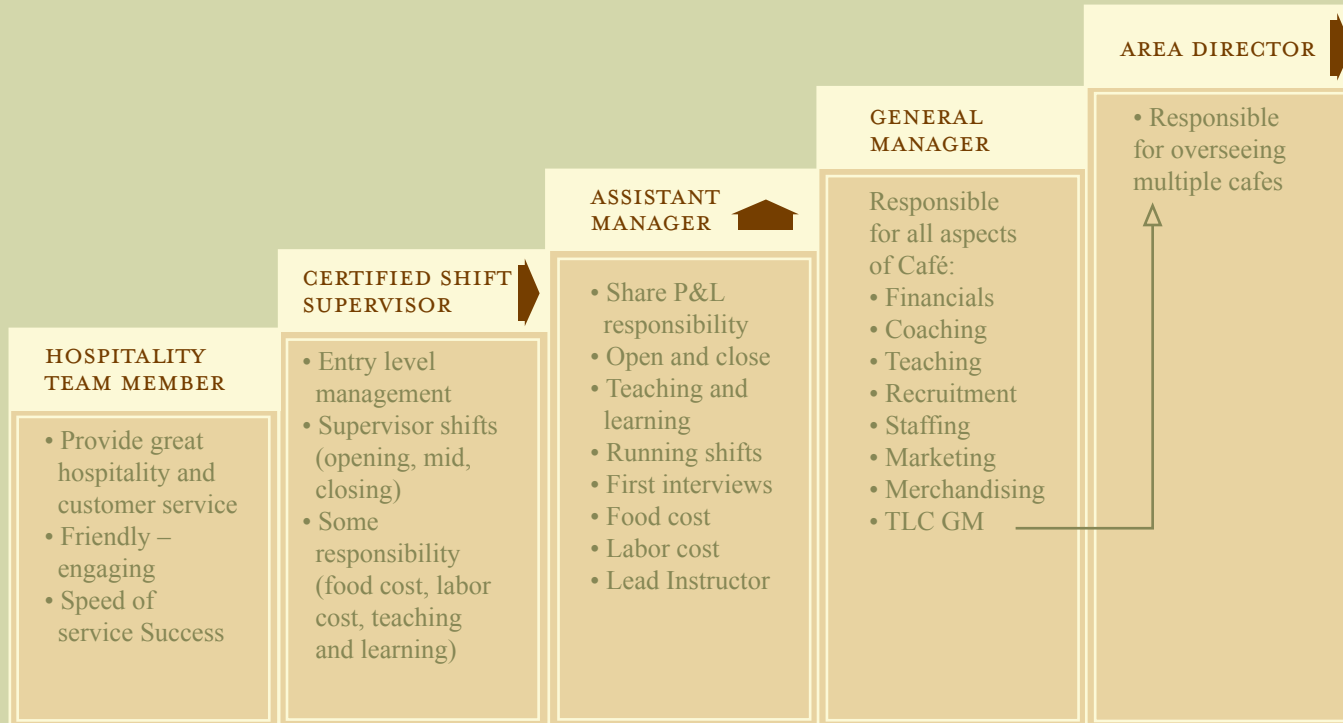 HOSPITALITY
TEAM MEMBER
• Provide great
hospitality and
customer service
• Friendly –
engaging
• Speed of
service Success
CERTIFIED SHIFT
SUPERVISOR
• Entry level
management
• Supervisor shifts
(opening, mid,
closing)
• Some
responsibility
(food cost, labor
cost, teaching
and learning)
ASSISTANT
MANAGER
• Share P&L
responsibility
• Open and close
• Teaching and
learning
• Running shifts
• First interviews
• Food cost
• Labor cost
• Lead Instructor
GENERAL
MANAGER
Responsible
for all aspects
of Café:
• Financials
• Coaching
• Teaching
• Recruitment
• Staffing
• Marketing
• Merchandising
• TLC GM
AREA DIRECTOR
• Responsible
for overseeing
multiple cafes